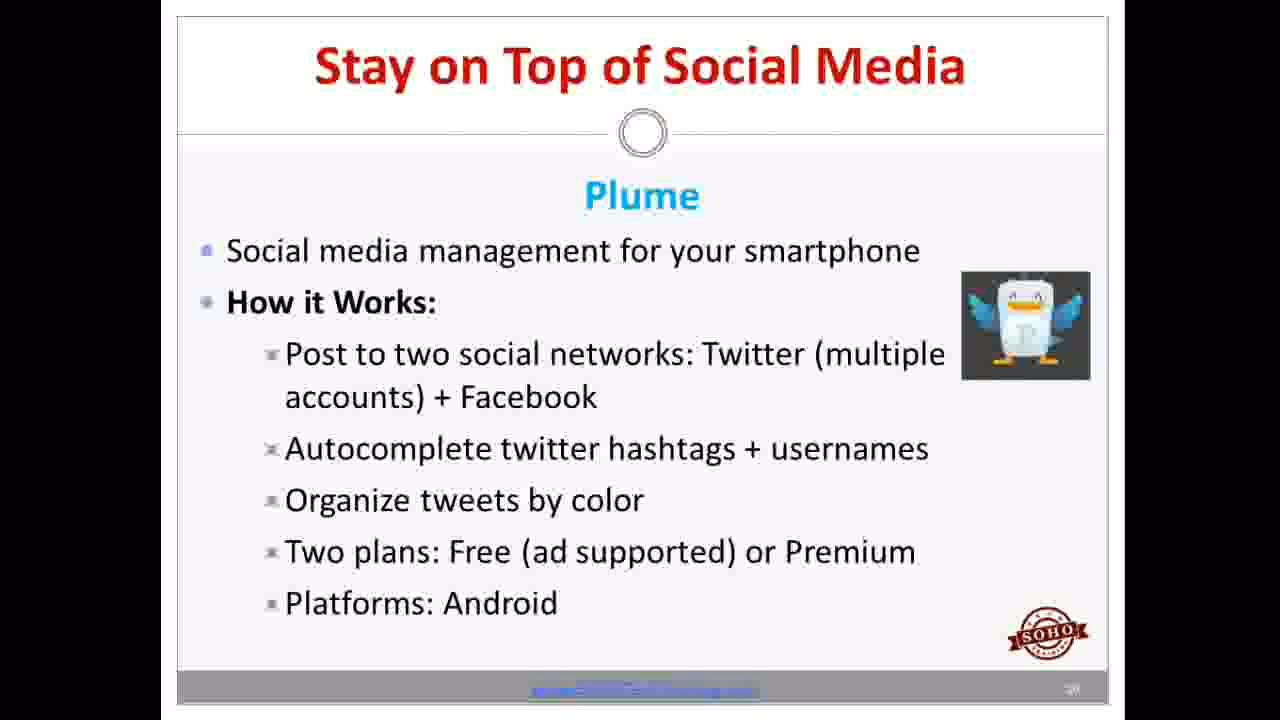 Stay on Top of Social Media
Plume
Social media management for your smartphone
How it Works:
Post to two social networks: Twitter (multiple
accounts) + Facebook
Autocomplete twitter hashtags + usernames
Organize tweets by color
Two plans: Free (ad supported) or Premium
Platforms: Android
SOHO